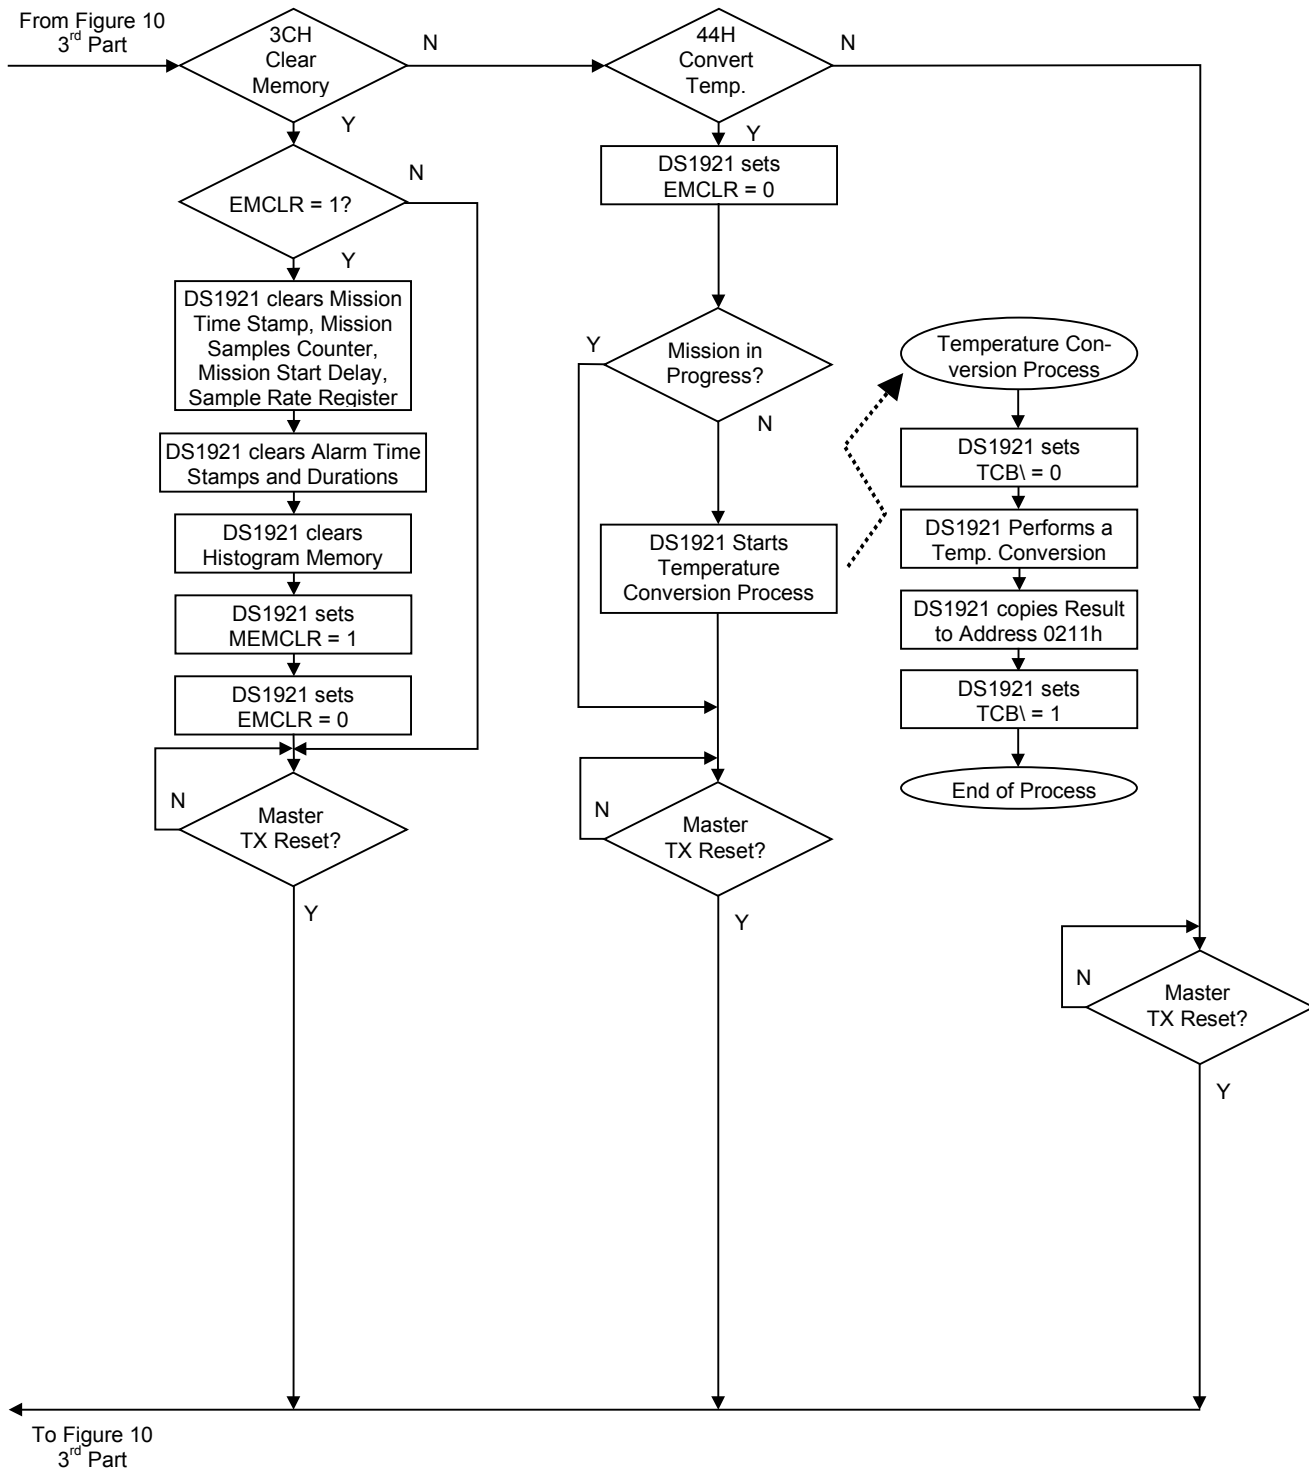 From Figure 10
3rd Part
3CH
Clear
Memory
N
Y
44H
Convert
Temp.
N
Y
EMCLR = 1?
N
Y
DS1921 clears Mission
Time Stamp, Mission
Samples Counter,
Mission Start Delay,
Sample Rate Register
DS1921 clears Alarm Time
Stamps and Durations
DS1921 clears
Histogram Memory
DS1921 sets
MEMCLR = 1
DS1921 sets
EMCLR = 0
N
Master
TX Reset?
Y
DS1921 sets
EMCLR = 0
Y
Mission in
Progress?
N
DS1921 Starts
Temperature
Conversion Process
N
Master
TX Reset?
Y
Temperature Con-
version Process
DS1921 sets
TCB\ = 0
DS1921 Performs a
Temp. Conversion
DS1921 copies Result
to Address 0211h
DS1921 sets
TCB\ = 1
End of Process
N
Master
TX Reset?
Y
To Figure 10
3rd Part